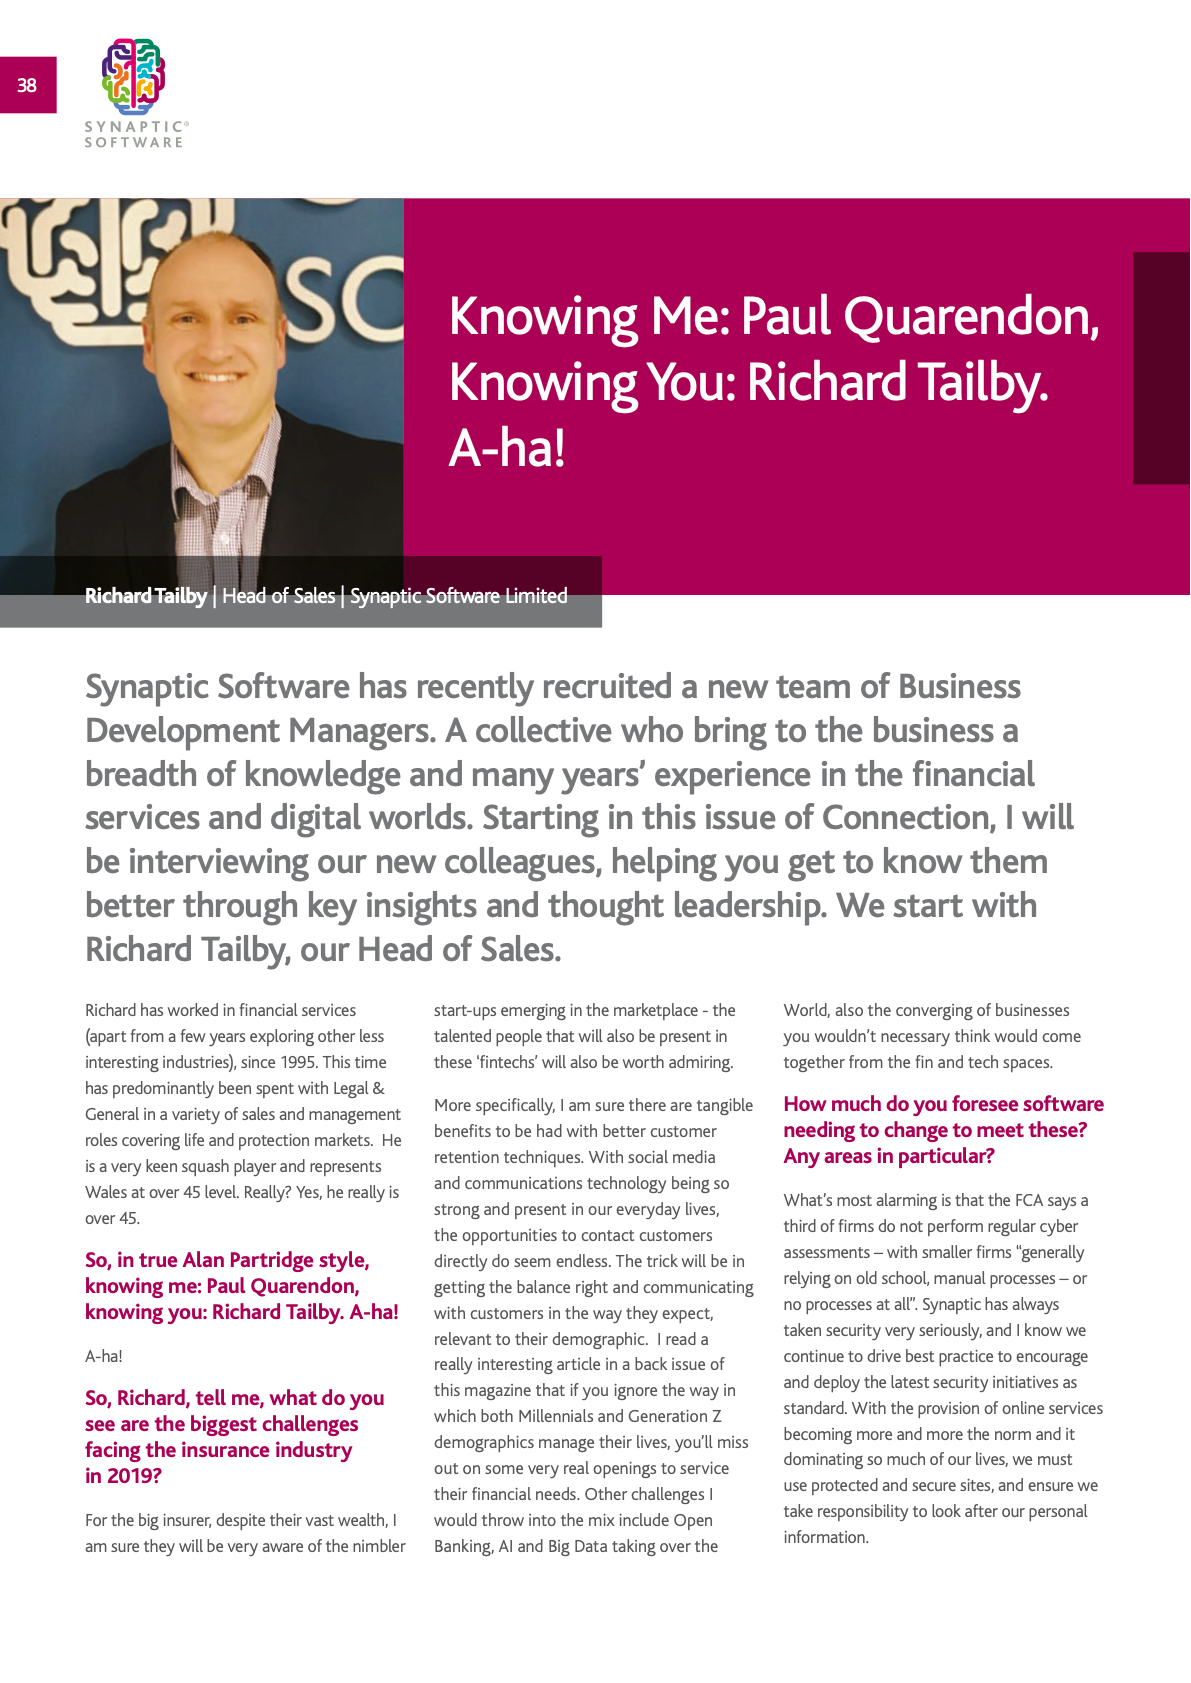 38
SYNAPTIC®
SOFTWARE
SO
Knowing Me: Paul Quarendon,
Knowing You: Richard Tailby.
A-ha!
Richard Tailby | Head of Sales | Synaptic Software Limited
Synaptic Software has recently recruited a new team of Business
Development Managers. A collective who bring to the business a
breadth of knowledge and many years’ experience in the financial
services and digital worlds. Starting in this issue of Connection, I will
be interviewing our new colleagues, helping you get to know them
better through key insights and thought leadership. We start with
Richard Tailby, our Head of Sales.
Richard has worked in financial services
(apart from a few years exploring other less
interesting industries), since 1995. This time
has predominantly been spent with Legal &
General in a variety of sales and management
roles covering life and protection markets.  He
is a very keen squash player and represents
Wales at over 45 level. Really? Yes, he really is
over 45.
So, in true Alan Partridge style,
knowing me: Paul Quarendon,
knowing you: Richard Tailby. A-ha!
A-ha!
So, Richard, tell me, what do you
see are the biggest challenges
facing the insurance industry
in 2019?
For the big insurer, despite their vast wealth, I
am sure they will be very aware of the nimbler
start-ups emerging in the marketplace - the
talented people that will also be present in
these ‘fintechs’ will also be worth admiring.
More specifically, I am sure there are tangible
benefits to be had with better customer
retention techniques. With social media
and communications technology being so
strong and present in our everyday lives,
the opportunities to contact customers
directly do seem endless. The trick will be in
getting the balance right and communicating
with customers in the way they expect,
relevant to their demographic.  I read a
really interesting article in a back issue of
this magazine that if you ignore the way in
which both Millennials and Generation Z
demographics manage their lives, you’ll miss
out on some very real openings to service
their financial needs. Other challenges I
would throw into the mix include Open
Banking, AI and Big Data taking over the
World, also the converging of businesses
you wouldn’t necessary think would come
together from the fin and tech spaces.
How much do you foresee software
needing to change to meet these?
Any areas in particular?
What’s most alarming is that the FCA says a
third of firms do not perform regular cyber
assessments – with smaller firms “generally
relying on old school, manual processes – or
no processes at all”. Synaptic has always
taken security very seriously, and I know we
continue to drive best practice to encourage
and deploy the latest security initiatives as
standard. With the provision of online services
becoming more and more the norm and it
dominating so much of our lives, we must
use protected and secure sites, and ensure we
take responsibility to look after our personal
information.